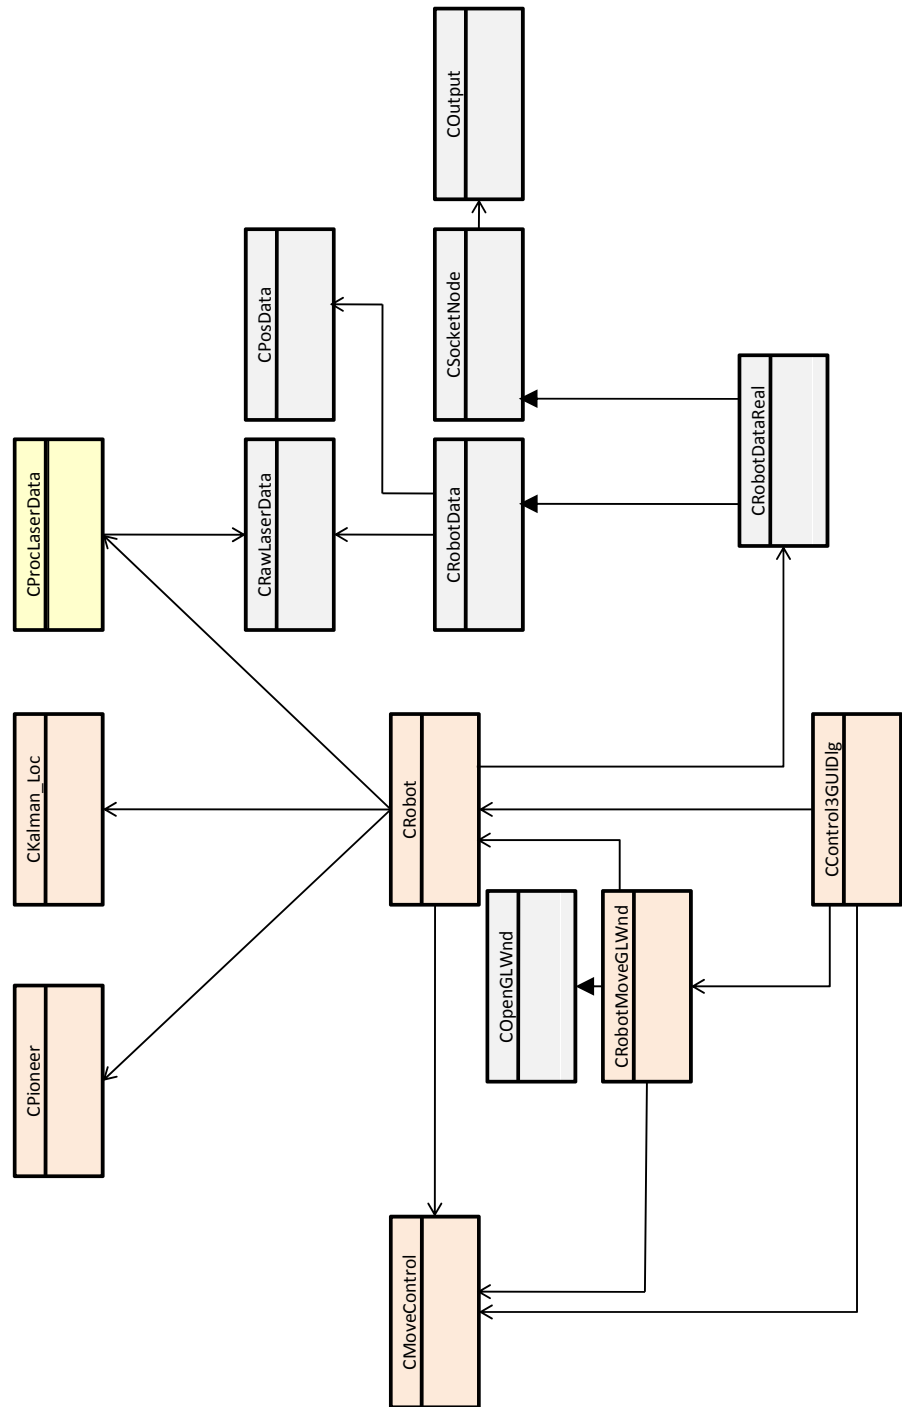 CPioneer
CKalman_Loc
CProcLaserData
CRawLaserData
CPosData
CMoveControl
CRobot
CRobotData
CSocketNode
COutput
COpenGLWnd
CRobotMoveGLWnd
CRobotDataReal
CControl3GUIDlg